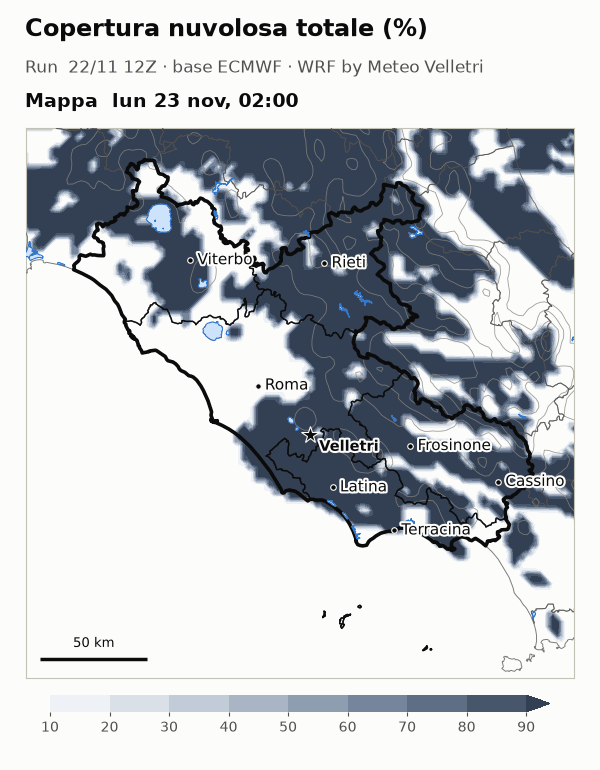 Copertura nuvolosa totale (%)
Run  22/11 12Z · base ECMWF · WRF by Meteo Velletri
Mappa  lun 23 nov, 02:00
Viterbo
Rieti
Roma
Velletri
Frosinone
Cassino
Latina
Terracina
50 km
10 20 30 40 50 60 70 80 90